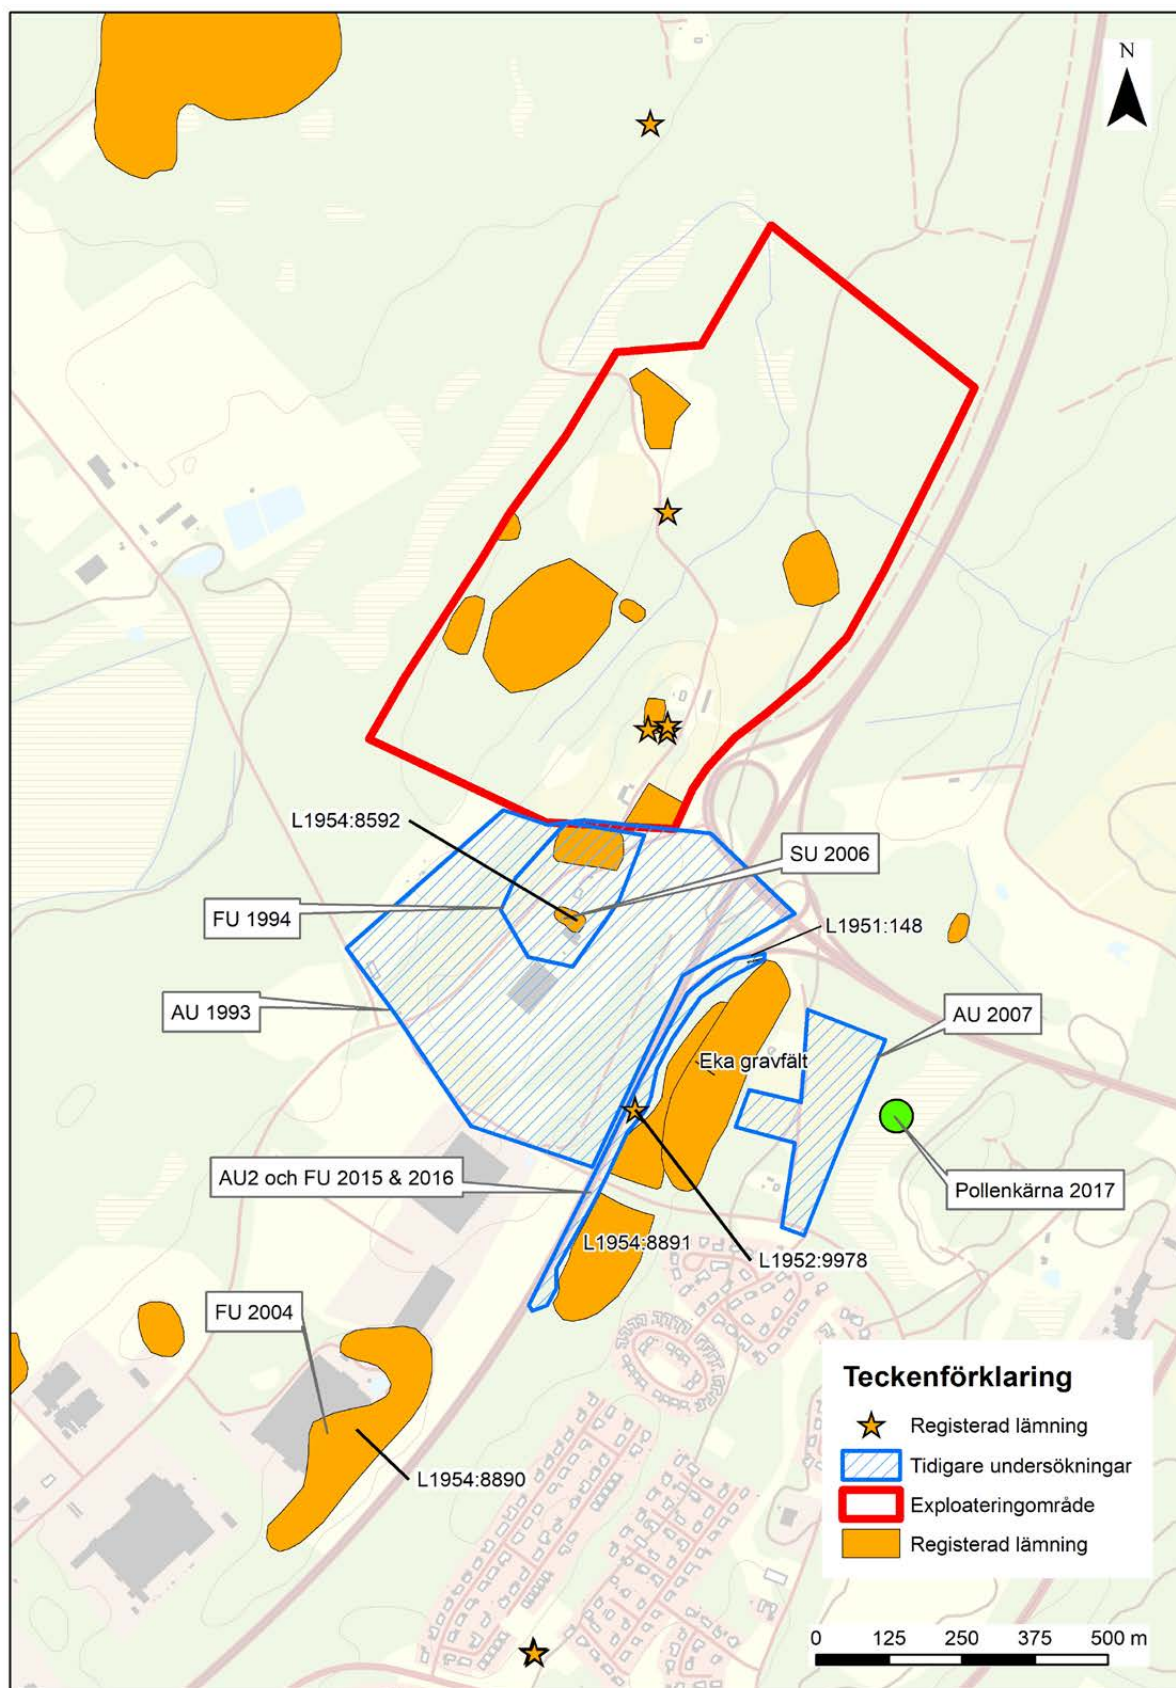 N
L1954:8592
SU 2006
FU 1994
L1951:148
AU 1993
AU 2007
Eka gravfält
AU2 och FU 2015 & 2016
Pollenkärna 2017
L1954:8891
L1952:9978
FU 2004
L1954:8890
Teckenförklaring
Registerad lämning
Tidigare undersökningar
Exploateringområde
Registerad lämning
0 125 250 375 500 m